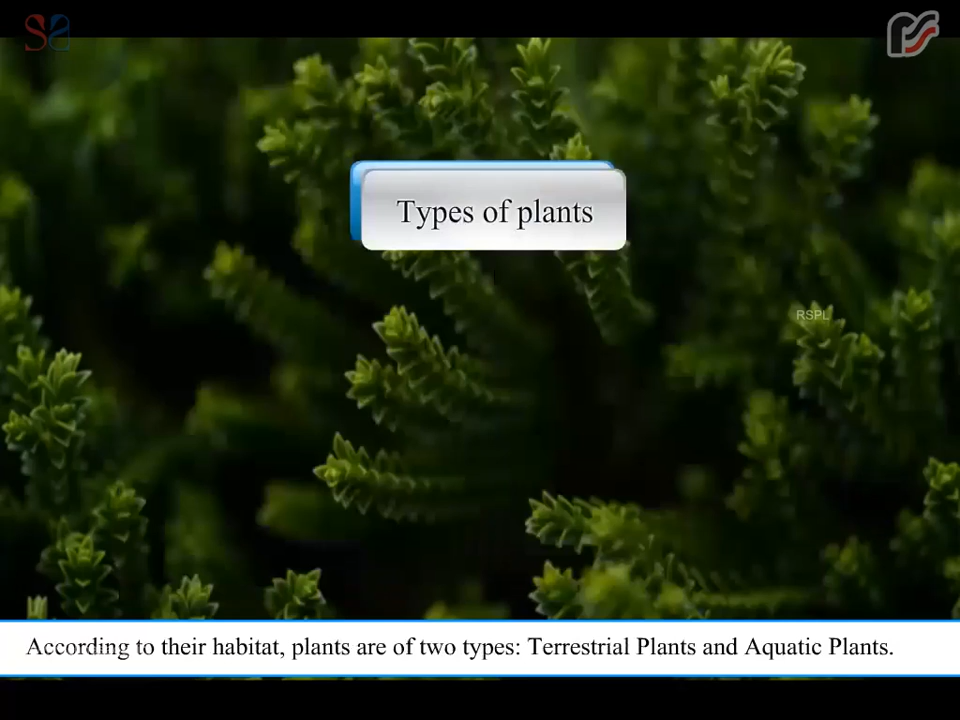 Types of plants
RSPL
According to their habitat, plants are of two types: Terrestrial Plants and Aquatic Plants.